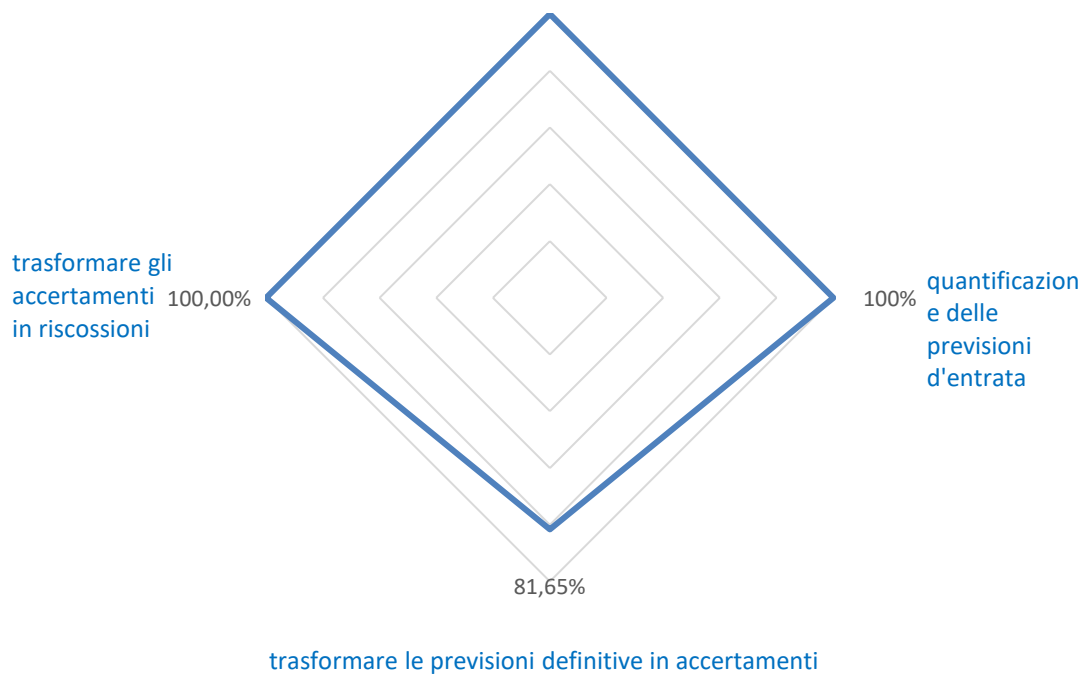 trasformare gli
accertamenti
in riscossioni
100,00%
100%
quantificazion
e delle
previsioni
d'entrata
81,65%
trasformare le previsioni definitive in accertamenti